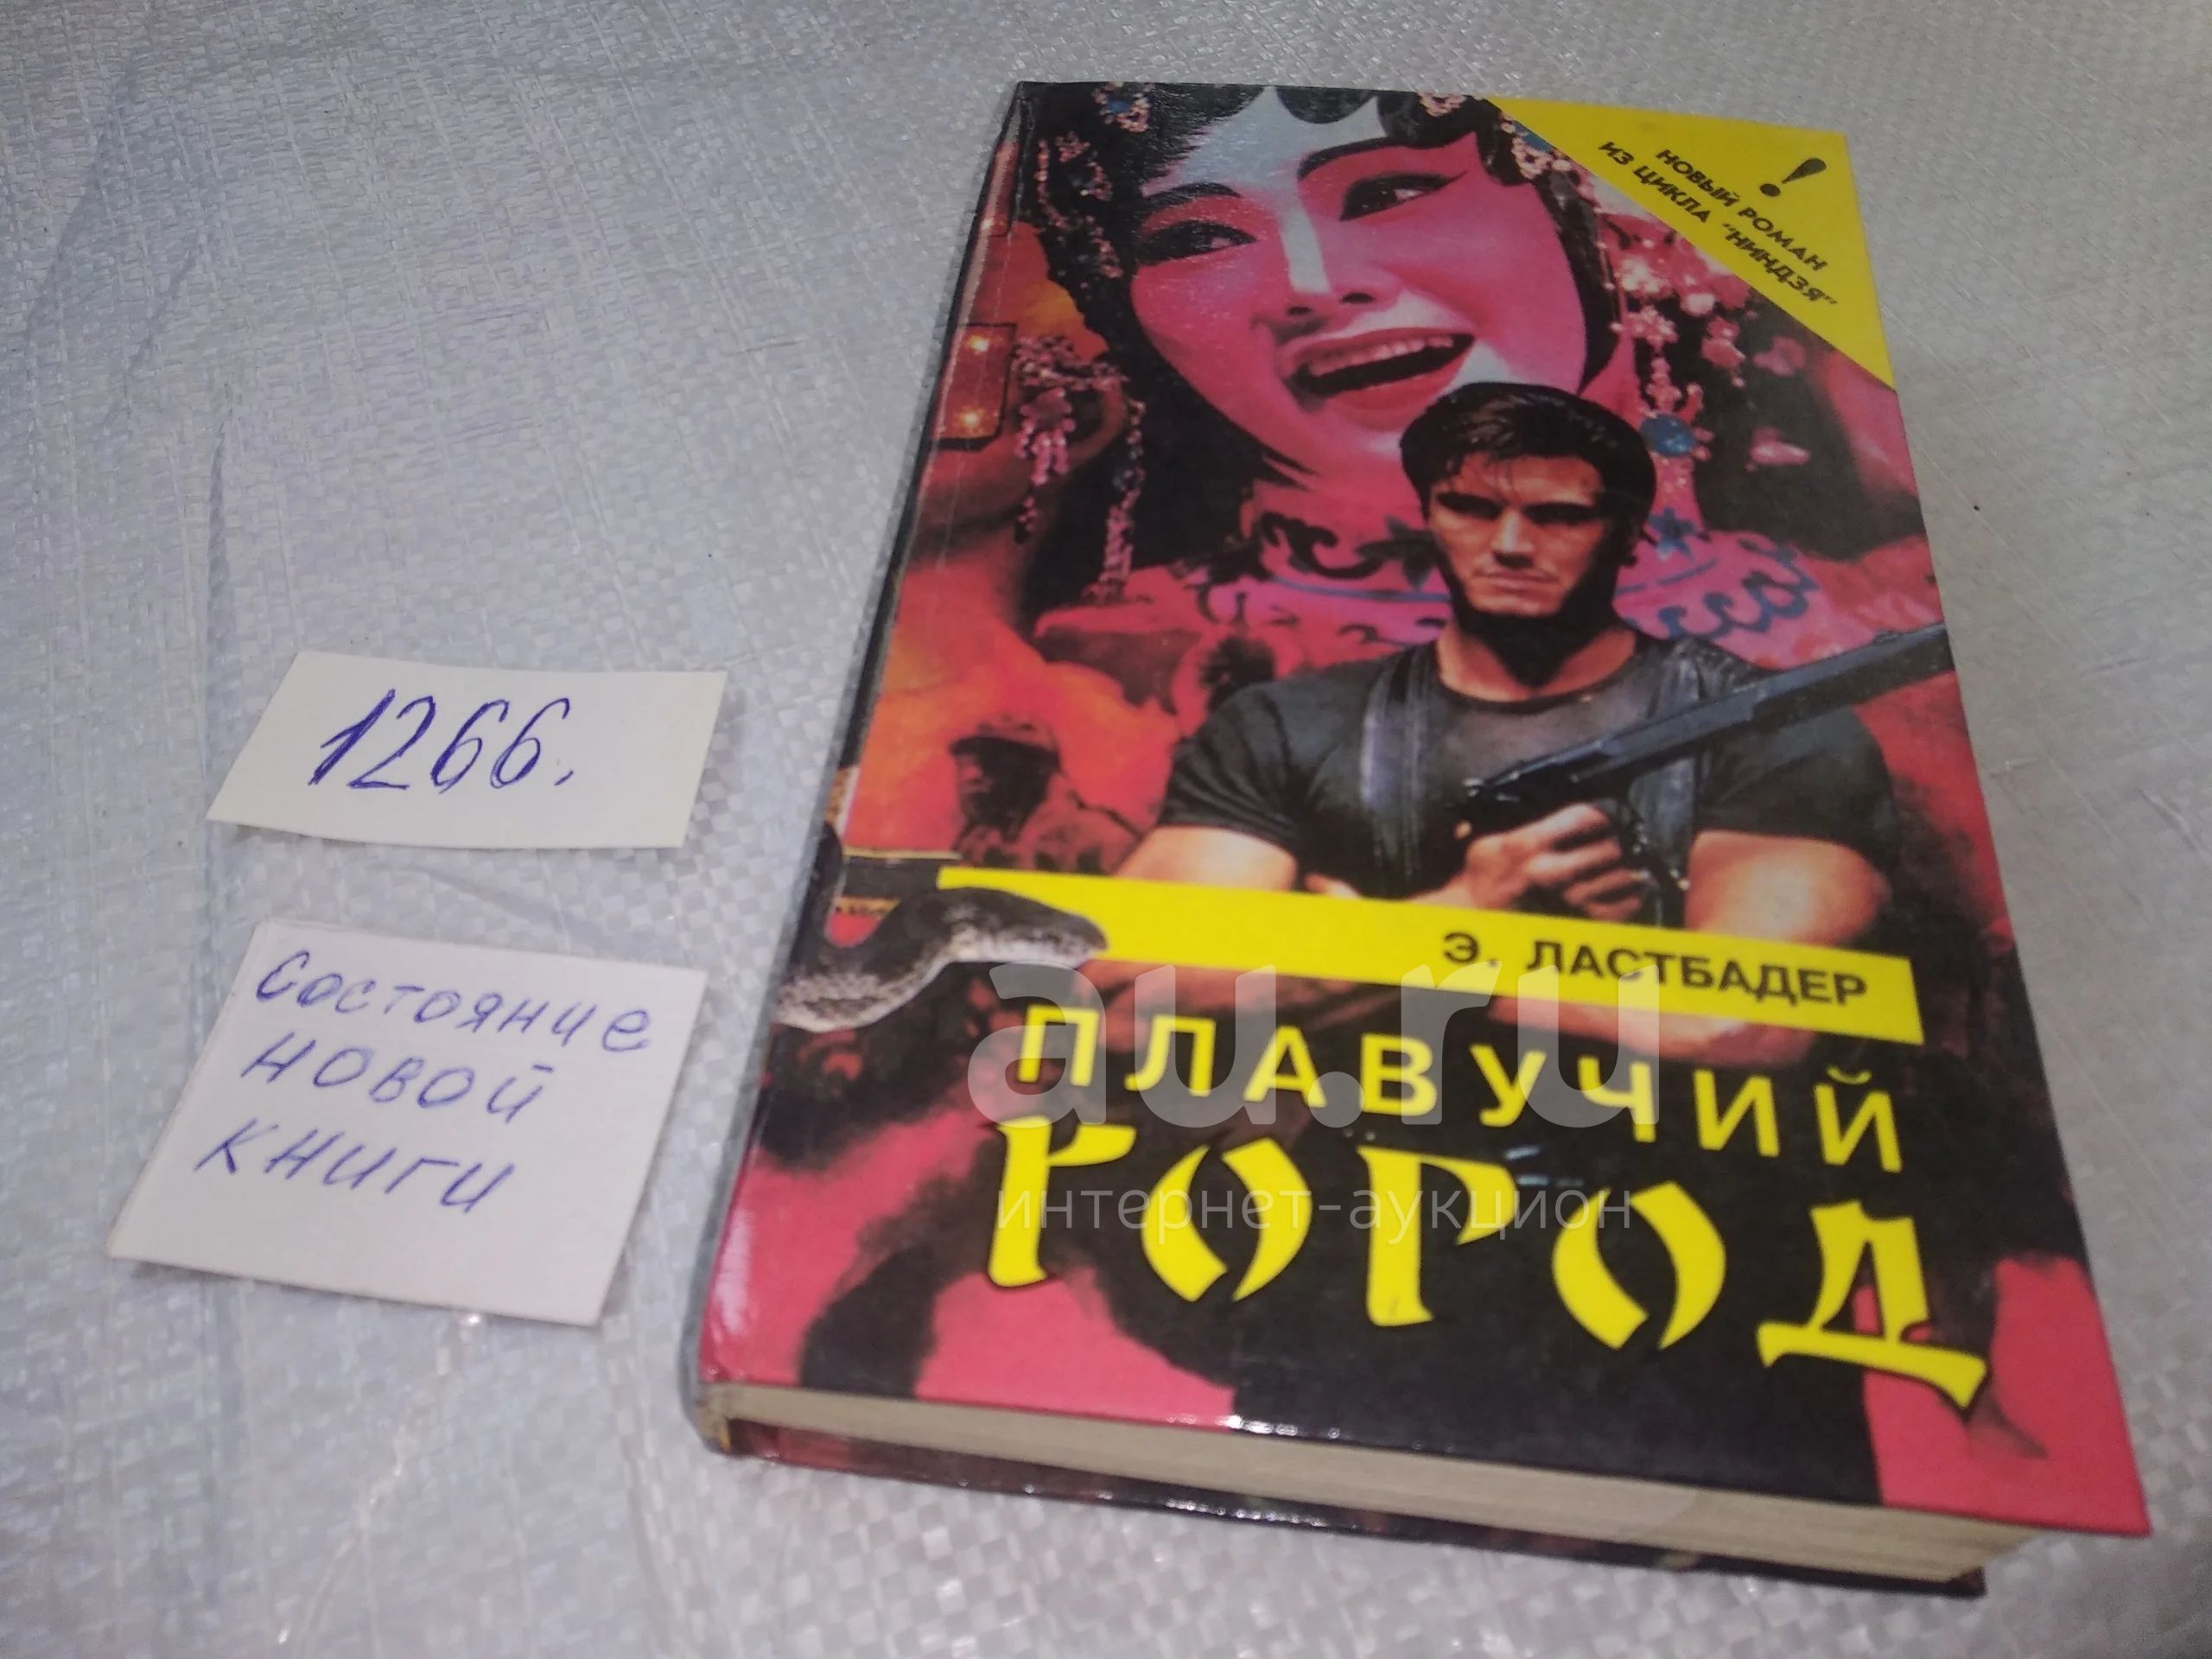 !
НОВЫЙ РОМАН
ИЗ ЦИКЛА "НИНДЗЯ"
Э. ЛАСТБАДЕР
ПЛАВУЧИЙ
ГОРОД
1266.
Состояние
новой
книги
au.ru
интернет-аукцион